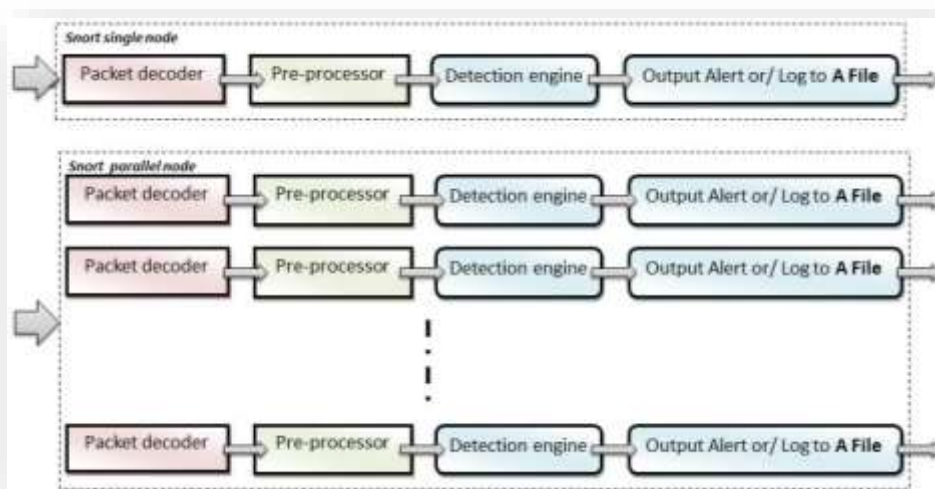 Snort single node
Packet decoder Pre-processor Detection engine Output Alert or/ Log to A File
Snort parallel node
Packet decoder Pre-processor Detection engine Output Alert or/ Log to A File
Packet decoder Pre-processor Detection engine Output Alert or/ Log to A File
Packet decoder Pre-processor Detection engine Output Alert or/ Log to A File